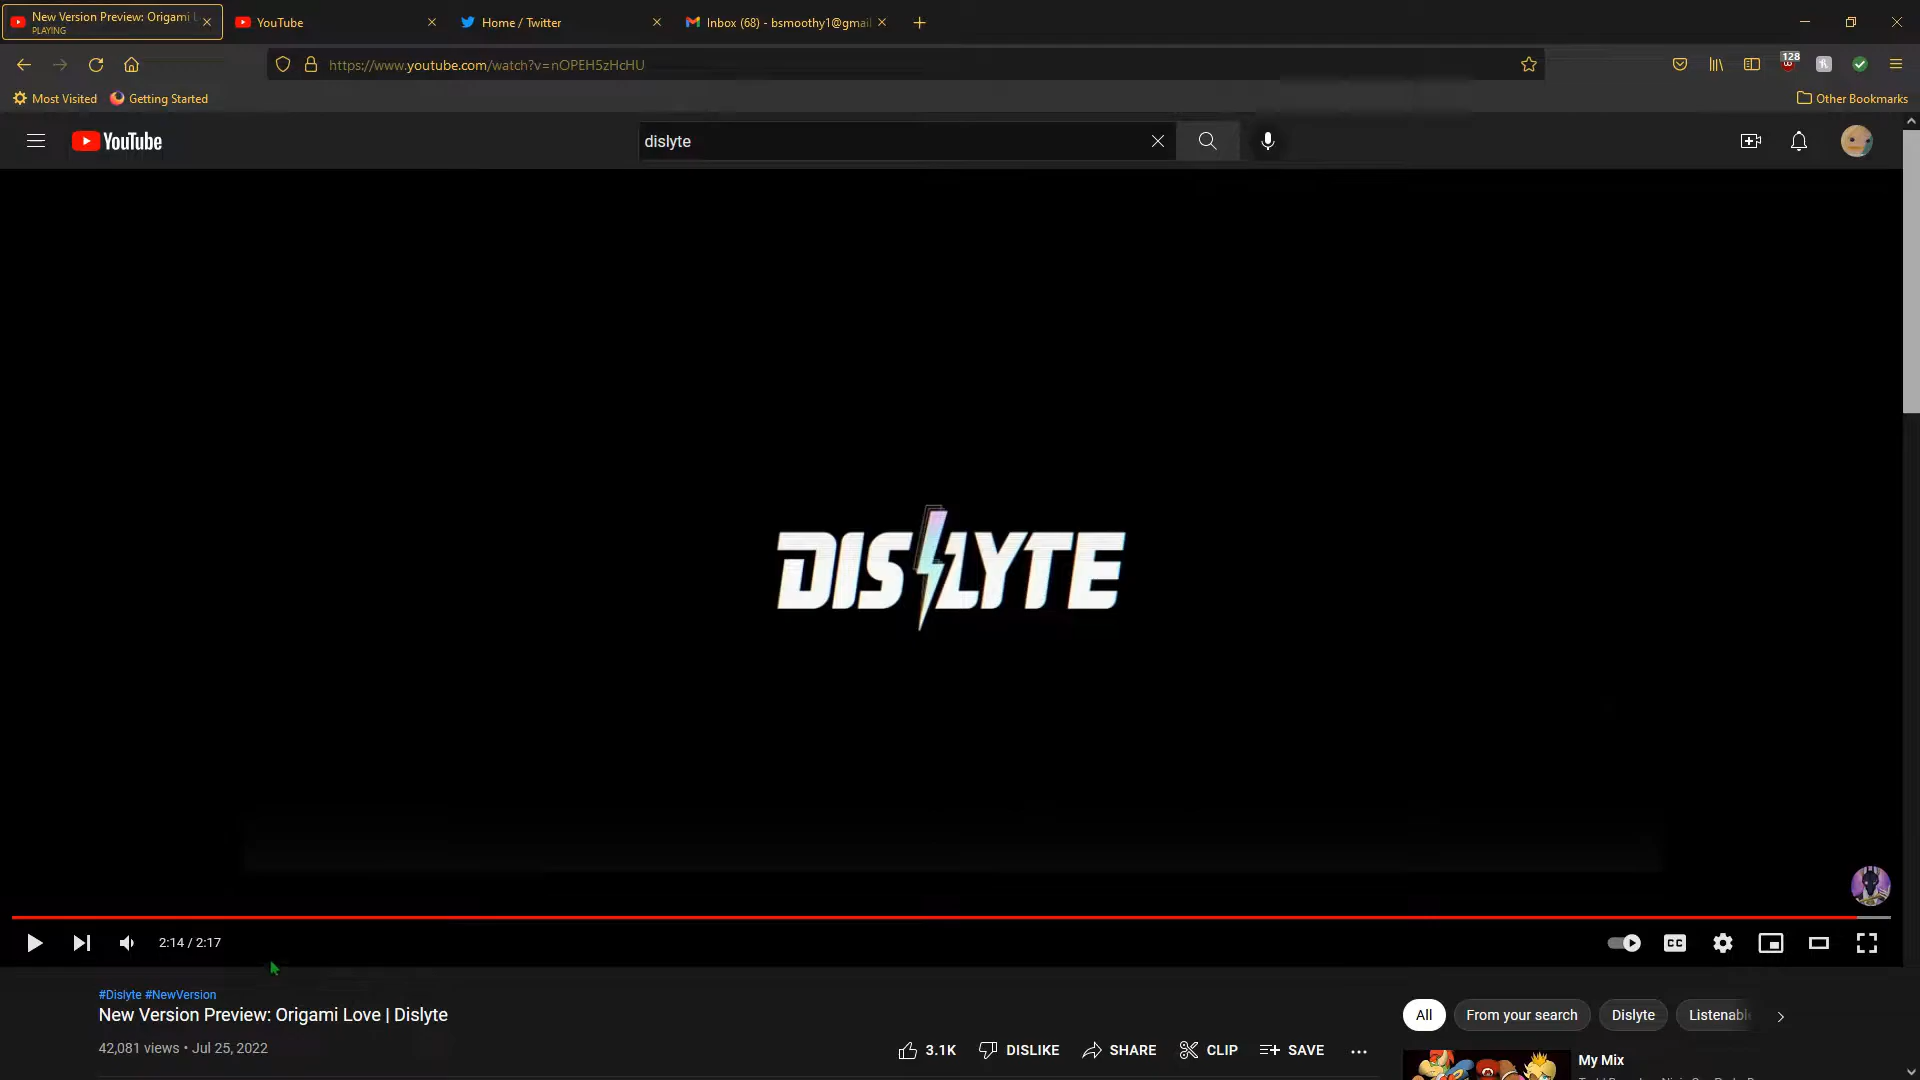 New Version Preview: Origami L
PLAYING
YouTube
Home / Twitter
Inbox (68) - bsmoothy1@gmail
https://www.youtube.com/watch?v=nOPEH5zHcHU
128
Most Visited
Getting Started
Other Bookmarks
YouTube
dislyte
DISLYTE
2:14 / 2:17
CC
#Dislyte #NewVersion
New Version Preview: Origami Love | Dislyte
42,081 views • Jul 25, 2022
3.1K
DISLIKE
SHARE
CLIP
SAVE
All
From your search
Dislyte
Listenabl
My Mix